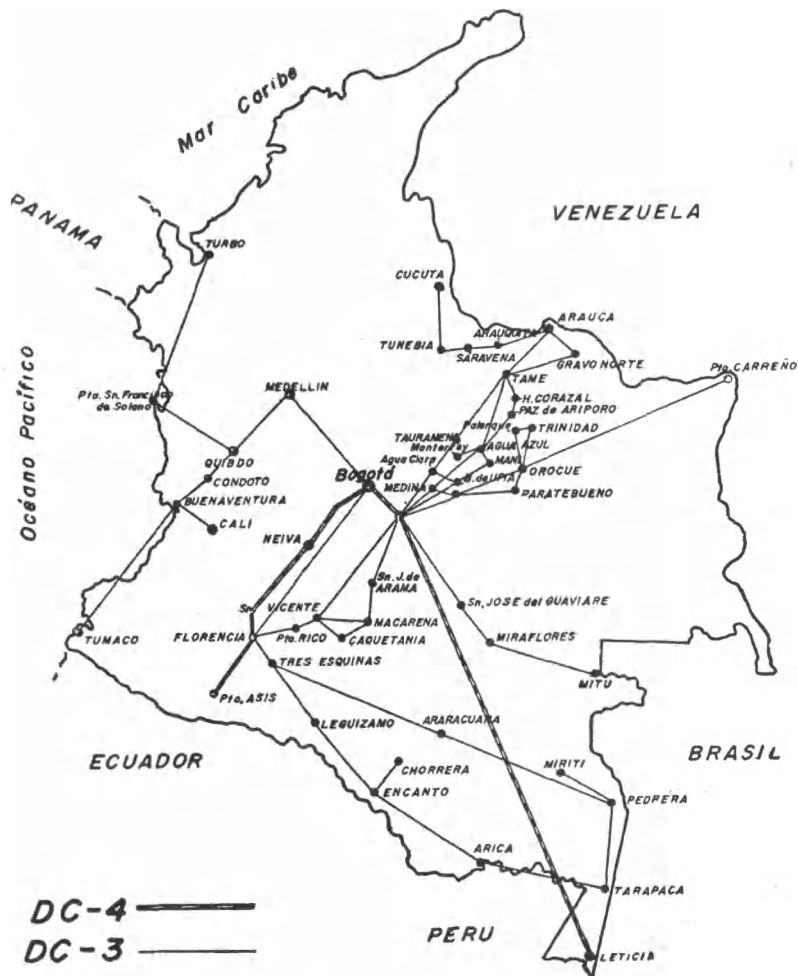 Mar Caribe
PANAMA
VENEZUELA
TURBO
CUCUTA
ARAUCA
ARAUQUITA
TUNEBIA
SARAVENA
GRAVO NORTE
Pto. CARREÑO
TAME
MEDELLIN
H. CORAZAL
PAZ de ARIPORO
Pto. Sn. Francisco
de Solano
Palenque
TRINIDAD
TAURAMENA
Monterrey
AGUA AZUL
Océano Pacífico
QUIBDO
Agua Clara
MANI
OROCUE
Bogotá
CONDOTO
B. de UPIA
MEDINA
PARATEBUENO
BUENAVENTURA
CALI
NEIVA
Sn. J. de
ARAMA
Sn. VICENTE
Sn, JOSE del GUAVIARE
MACARENA
TUMACO
FLORENCIA
Pto. RICO
CAQUETANIA
MIRAFLORES
TRES ESQUINAS
MITU
Pto, ASIS
LEGUIZAMO
ARARACUARA
ECUADOR
BRASIL
CHORRERA
MIRITI
ENCANTO
PEDRERA
ARICA
TARAPACA
DC-4
PERU
DC-3
LETICIA